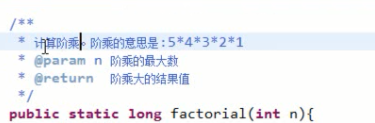 /**
* 计算阶乘。阶乘的意思是:5*4*3*2*1
* @param n 阶乘的最大数
* @return 阶乘大的结果值
*/
public static long factorial(int n){